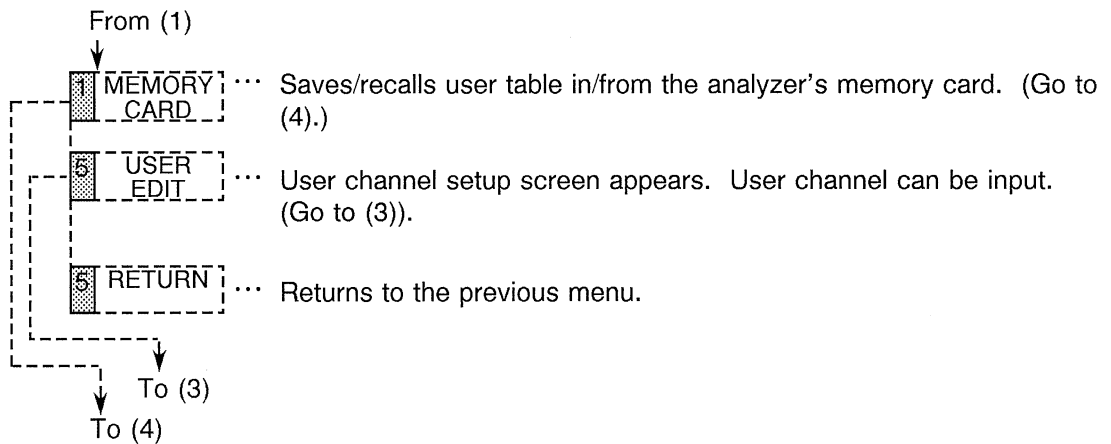 From (1)
1 MEMORY CARD ··· Saves/recalls user table in/from the analyzer's memory card. (Go to
(4).)
5 USER EDIT ··· User channel setup screen appears. User channel can be input.
(Go to (3)).
5 RETURN ··· Returns to the previous menu.
To (3)
To (4)